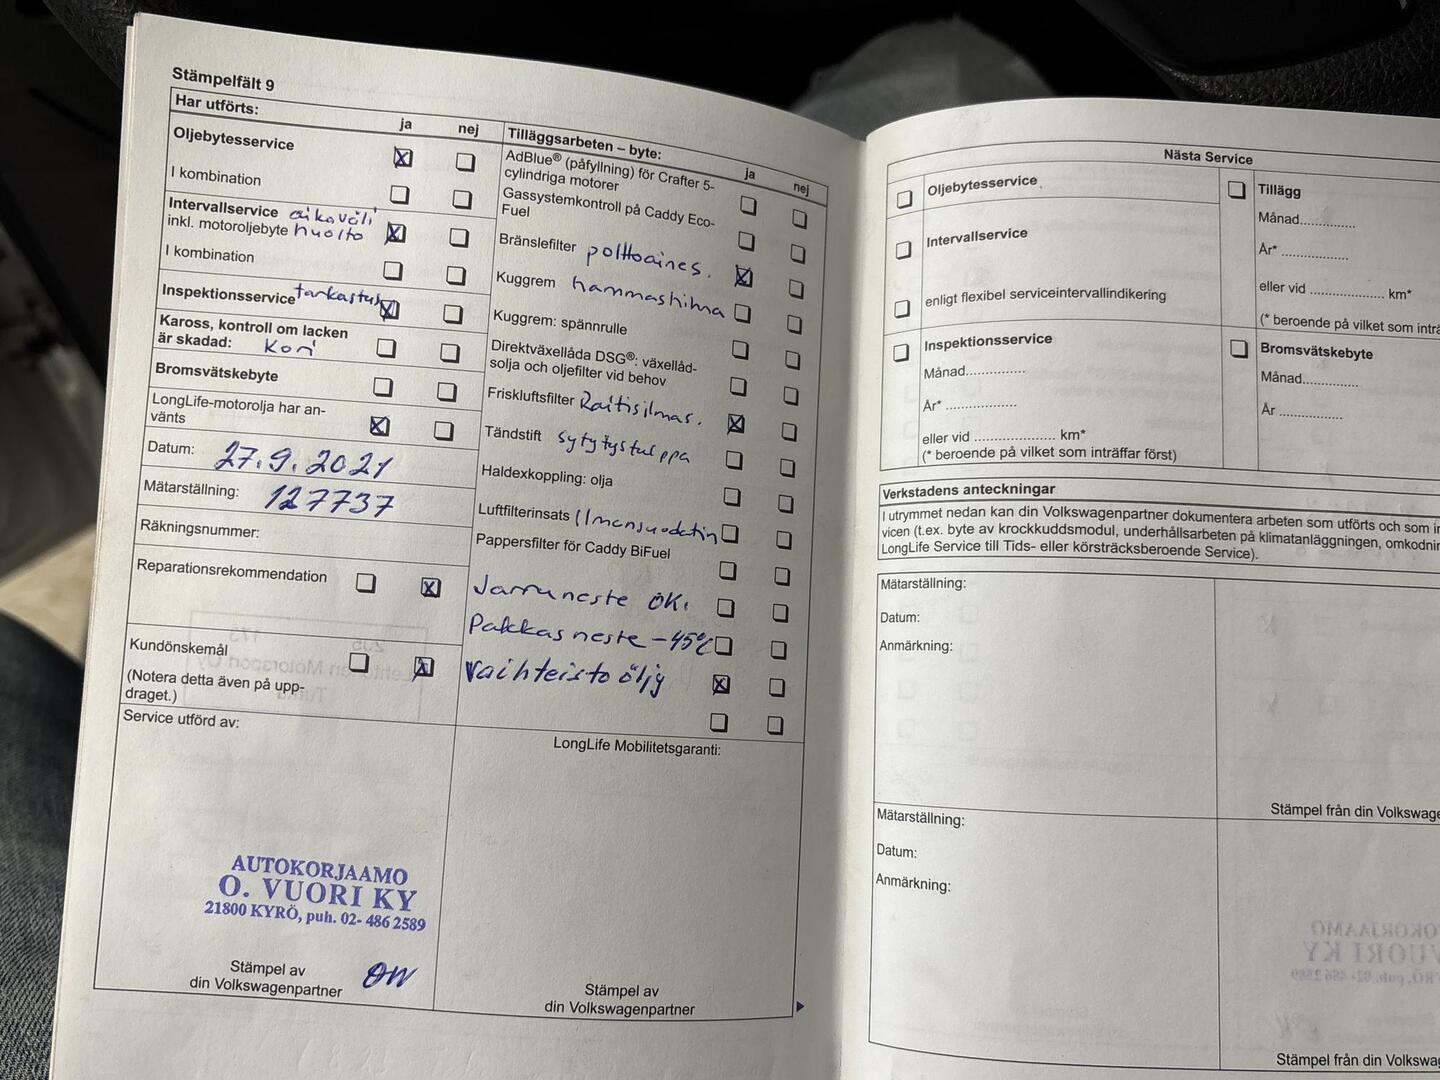 Stämpelfält 9
Har utförts:
ja
nej
Oljebytesservice
I kombination
Intervallservice aikaväli
inkl. motoroljebyte huolto
I kombination
Inspektionsservice tarkastus
Kaross, kontroll om lacken
är skadad: Kori
Bromsvätskebyte
LongLife-motorolja har an-
vänts
Datum: 27.9.2021
Mätarställning: 127737
Räkningsnummer:
Reparationsrekommendation
Kundönskemål
(Notera detta även på upp-
draget.)
Service utförd av:
AUTOKORJAAMO
O. VUORI KY
21800 KYRÖ, puh. 02- 486 2589
Stämpel av
din Volkswagenpartner
Tilläggsarbeten – byte:
ja
nej
AdBlue® (påfyllning) för Crafter 5-
cylindriga motorer
Gassystemkontroll på Caddy Eco-
Fuel
Bränslefilter polttoaines.
Kuggrem hammashihna
Kuggrem: spännrulle
Direktväxellåda DSG®: växellåd-
solja och oljefilter vid behov
Friskluftsfilter Raitisilmas.
Tändstift sytytystulppa
Haldexkoppling: olja
Luftfilterinsats Ilmansuodatin
Pappersfilter för Caddy BiFuel
Jarruneste OK.
Pakkasneste -45°C
Vaihteistoöljy
LongLife Mobilitetsgaranti:
Stämpel av
din Volkswagenpartner
Nästa Service
Oljebytesservice
Intervallservice
enligt flexibel serviceintervallindikering
Inspektionsservice
Månad...............
År* .................
eller vid .................... km*
(* beroende på vilket som inträffar först)
Tillägg
Månad..............
År* ................
eller vid .................. km*
(* beroende på vilket som inträ
Bromsvätskebyte
Månad..............
År ...............
Verkstadens anteckningar
I utrymmet nedan kan din Volkswagenpartner dokumentera arbeten som utförts och som in
vicen (t.ex. byte av krockkuddsmodul, underhållsarbeten på klimatanläggningen, omkodnin
LongLife Service till Tids- eller körsträcksberoende Service).
Mätarställning:
Datum:
Anmärkning:
Stämpel från din Volkswage
Mätarställning:
Datum:
Anmärkning:
Stämpel från din Volkswage